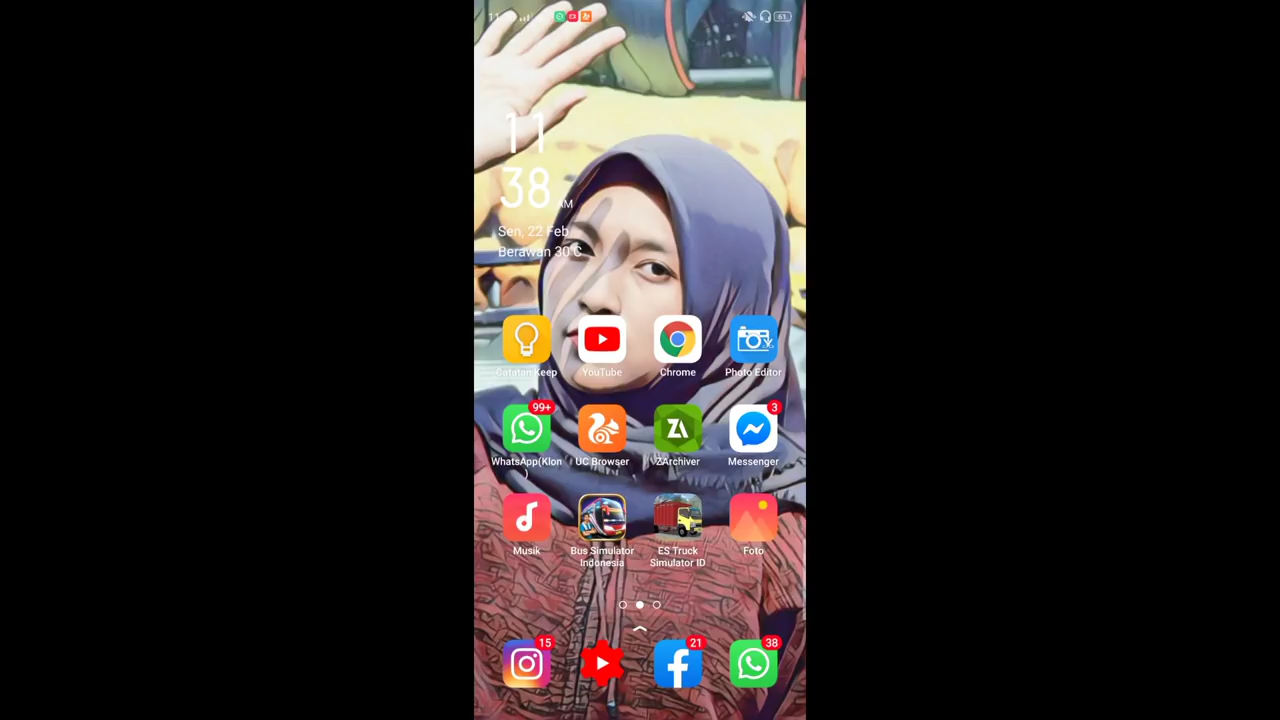 61
11
38 AM
Sen, 22 Feb
Berawan 30°C
Catatan Keep
YouTube
Chrome
Photo Editor
99+
3
WhatsApp(Klon
)
UC Browser
ZArchiver
Messenger
Musik
Bus Simulator
Indonesia
ES Truck
Simulator ID
Foto
15
21
38